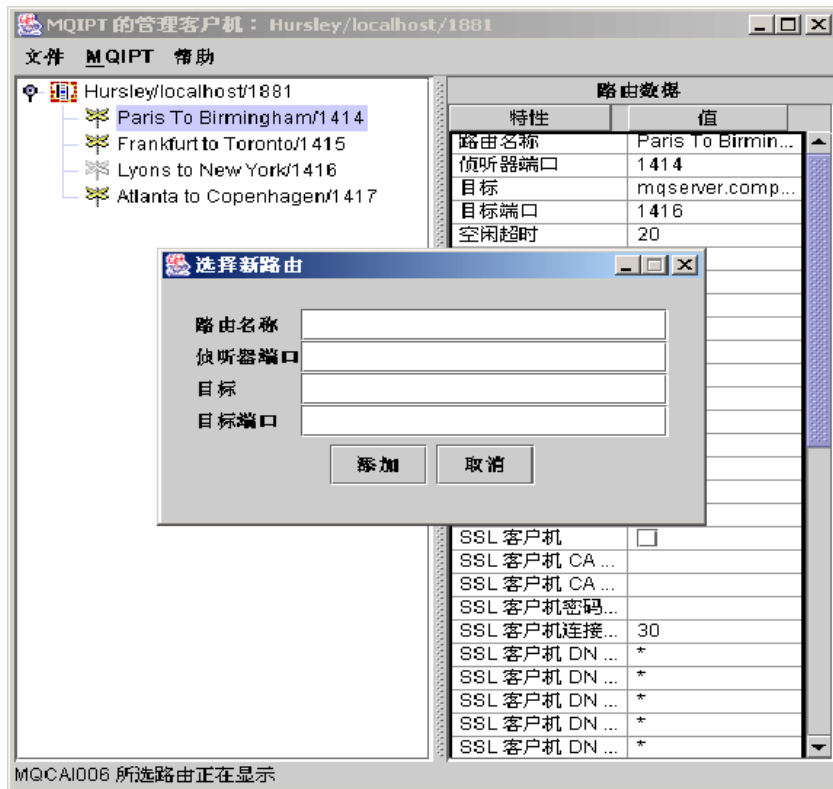 MQIPT 的管理客户机： Hursley/localhost/1881
文件 MQIPT 帮助
Hursley/localhost/1881
Paris To Birmingham/1414
Frankfurt to Toronto/1415
Lyons to New York/1416
Atlanta to Copenhagen/1417
路由数据
特性 值
路由名称 Paris To Birmin...
侦听器端口 1414
目标 mqserver.comp...
目标端口 1416
空闲超时 20
选择新路由
路由名称
侦听器端口
目标
目标端口
添加 取消
SSL 客户机
SSL 客户机 CA ...
SSL 客户机 CA ...
SSL 客户机密码...
SSL 客户机连接... 30
SSL 客户机 DN ... *
SSL 客户机 DN ... *
SSL 客户机 DN ... *
SSL 客户机 DN ... *
SSL 客户机 DN ... *
MQCAI006 所选路由正在显示